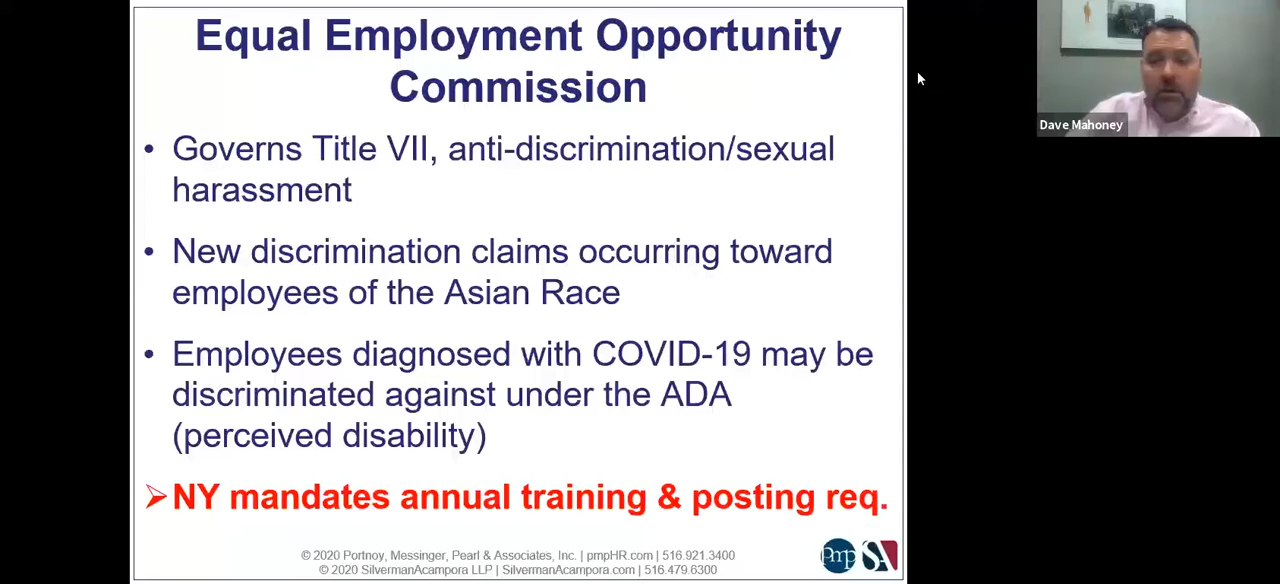 Equal Employment Opportunity
Commission
• Governs Title VII, anti-discrimination/sexual
harassment
• New discrimination claims occurring toward
employees of the Asian Race
• Employees diagnosed with COVID-19 may be
discriminated against under the ADA
(perceived disability)
➢ NY mandates annual training & posting req.
© 2020 Portnoy, Messinger, Pearl & Associates, Inc. | pmpHR.com | 516.921.3400
© 2020 SilvermanAcampora LLP | SilvermanAcampora.com | 516.479.6300
pmp
SA
Dave Mahoney